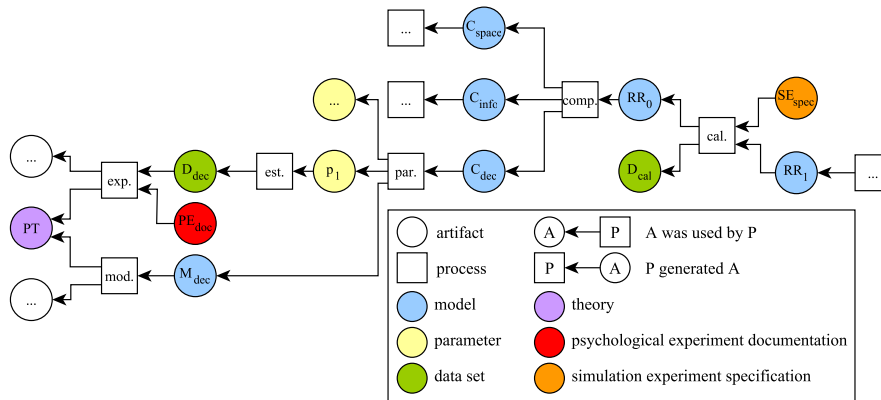 ...
C_space
...
...
C_infc
comp.
RR_0
SE_spec
cal.
...
exp.
D_dec
est.
p_1
par.
C_dec
D_cal
RR_1
...
PT
PE_doc
mod.
M_dec
...
artifact
A
P
A was used by P
process
P
A
P generated A
model
theory
parameter
psychological experiment documentation
data set
simulation experiment specification